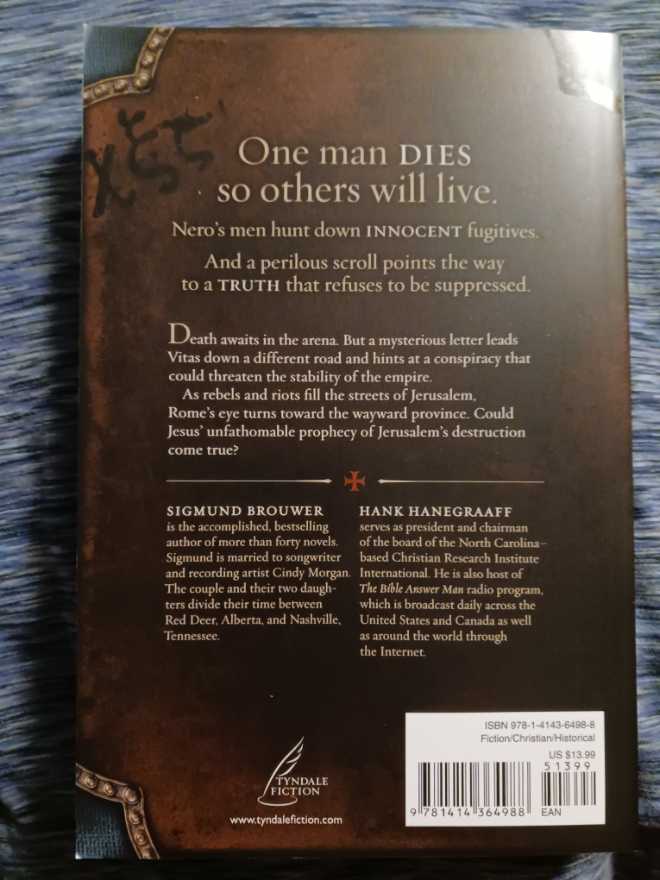 χξϛ'
One man DIES
so others will live.
Nero's men hunt down INNOCENT fugitives.
And a perilous scroll points the way
to a TRUTH that refuses to be suppressed.
Death awaits in the arena. But a mysterious letter leads
Vitas down a different road and hints at a conspiracy that
could threaten the stability of the empire.
As rebels and riots fill the streets of Jerusalem,
Rome's eye turns toward the wayward province. Could
Jesus' unfathomable prophecy of Jerusalem's destruction
come true?
SIGMUND BROUWER
is the accomplished, bestselling
author of more than forty novels.
Sigmund is married to songwriter
and recording artist Cindy Morgan.
The couple and their two daugh-
ters divide their time between
Red Deer, Alberta, and Nashville,
Tennessee.
HANK HANEGRAAFF
serves as president and chairman
of the board of the North Carolina–
based Christian Research Institute
International. He is also host of
The Bible Answer Man radio program,
which is broadcast daily across the
United States and Canada as well
as around the world through
the Internet.
TYNDALE
FICTION
www.tyndalefiction.com
ISBN 978-1-4143-6498-8
Fiction/Christian/Historical
US $13.99
51399
9 781414 364988
EAN